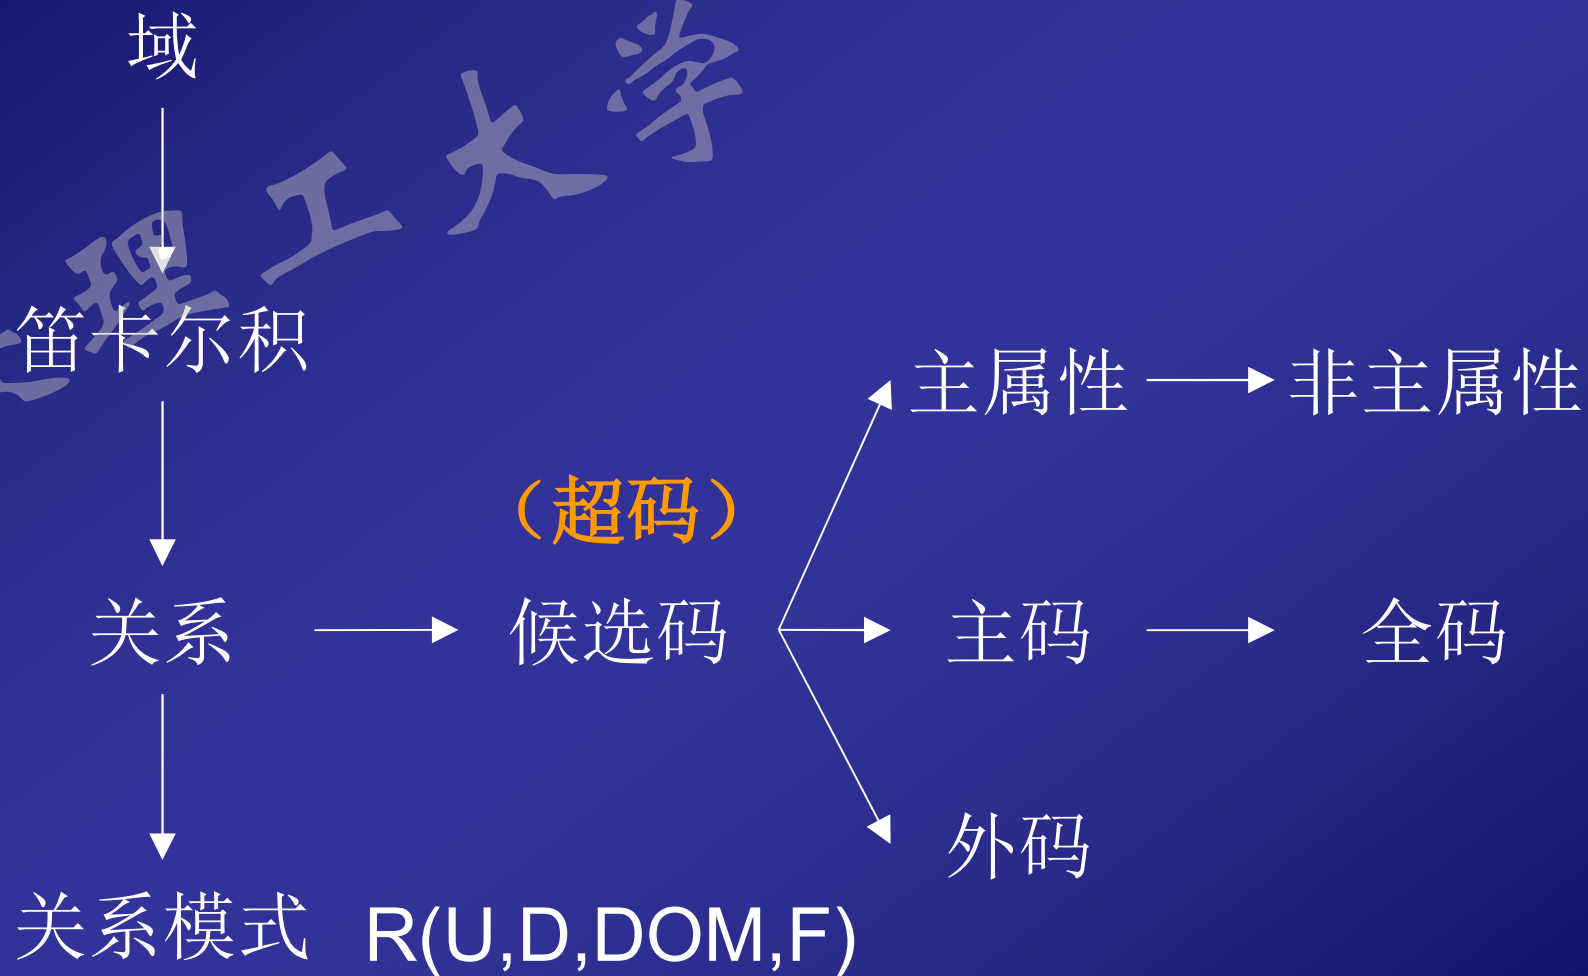 域
理工大学
笛卡尔积
主属性 非主属性
（超码）
关系 候选码 主码 全码
外码
关系模式 R(U,D,DOM,F)